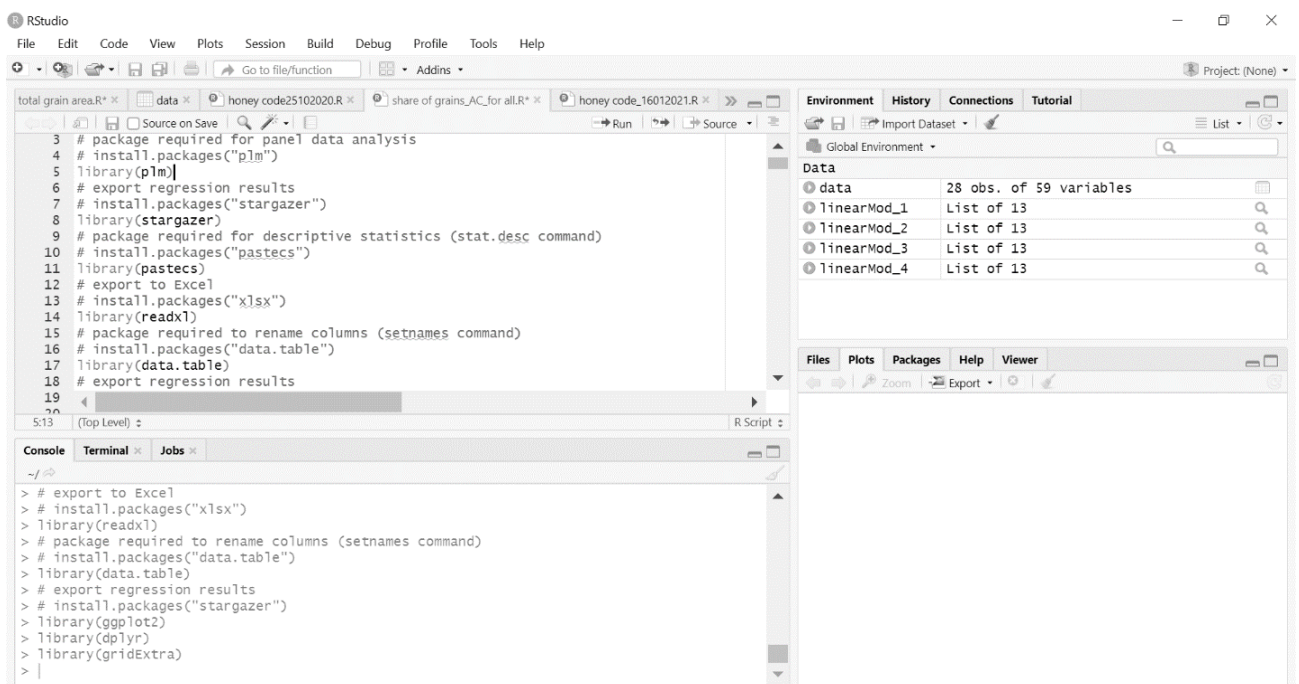 RStudio
File Edit Code View Plots Session Build Debug Profile Tools Help
Go to file/function Addins Project: (None)
total grain area.R* data honey code25102020.R share of grains_AC_for all.R* honey code_16012021.R
Source on Save Run Source
3 # package required for panel data analysis
4 # install.packages("plm")
5 library(plm)
6 # export regression results
7 # install.packages("stargazer")
8 library(stargazer)
9 # package required for descriptive statistics (stat.desc command)
10 # install.packages("pastecs")
11 library(pastecs)
12 # export to Excel
13 # install.packages("xlsx")
14 library(readxl)
15 # package required to rename columns (setnames command)
16 # install.packages("data.table")
17 library(data.table)
18 # export regression results
19
20
5:13 (Top Level) R Script
Console Terminal Jobs
~/
> # export to Excel
> # install.packages("xlsx")
> library(readxl)
> # package required to rename columns (setnames command)
> # install.packages("data.table")
> library(data.table)
> # export regression results
> # install.packages("stargazer")
> library(ggplot2)
> library(dplyr)
> library(gridExtra)
>
Environment History Connections Tutorial
Import Dataset List
Global Environment
Data
data 28 obs. of 59 variables
linearMod_1 List of 13
linearMod_2 List of 13
linearMod_3 List of 13
linearMod_4 List of 13
Files Plots Packages Help Viewer
Zoom Export